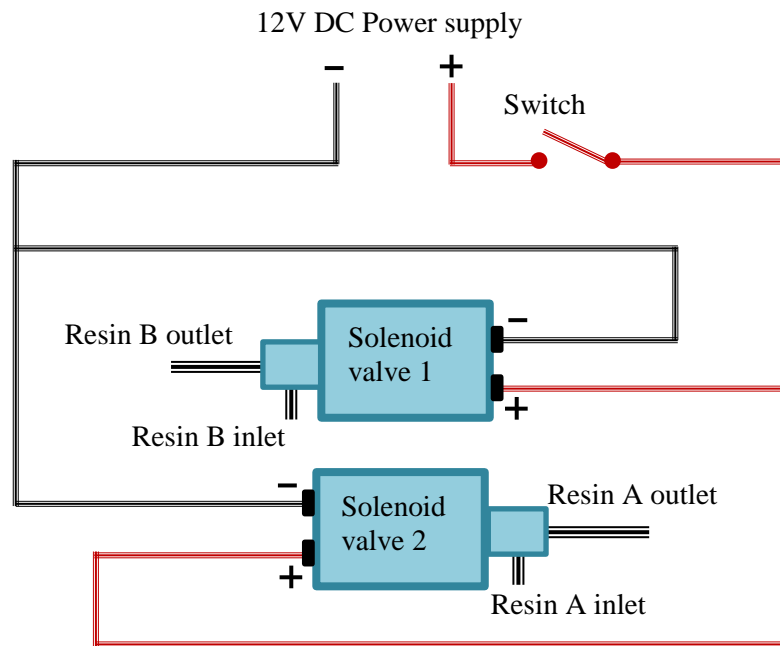 12V DC Power supply
− +
Switch
Resin B outlet
Solenoid
valve 1
−
+
Resin B inlet
−
Solenoid
valve 2
+
Resin A outlet
Resin A inlet